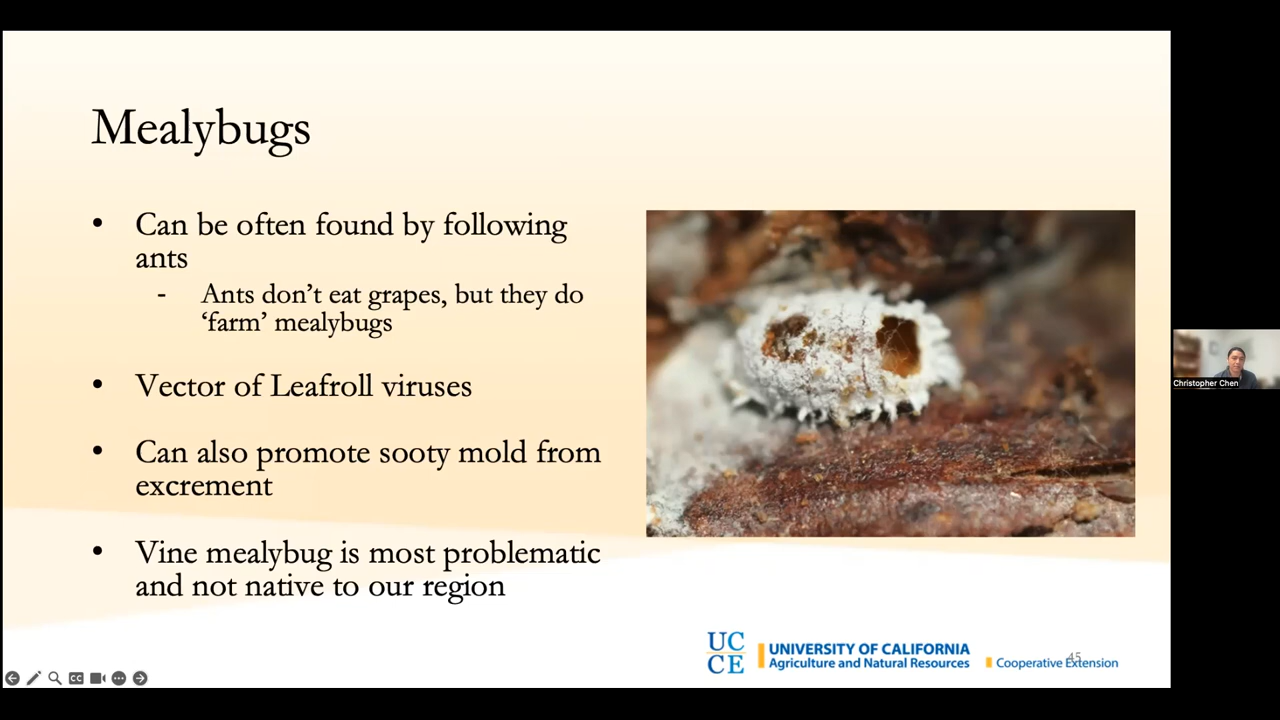 Mealybugs
• Can be often found by following
ants
- Ants don’t eat grapes, but they do
‘farm’ mealybugs
• Vector of Leafroll viruses
• Can also promote sooty mold from
excrement
• Vine mealybug is most problematic
and not native to our region
Christopher Chen
UC
CE
UNIVERSITY OF CALIFORNIA
Agriculture and Natural Resources
Cooperative Extension
45
CC